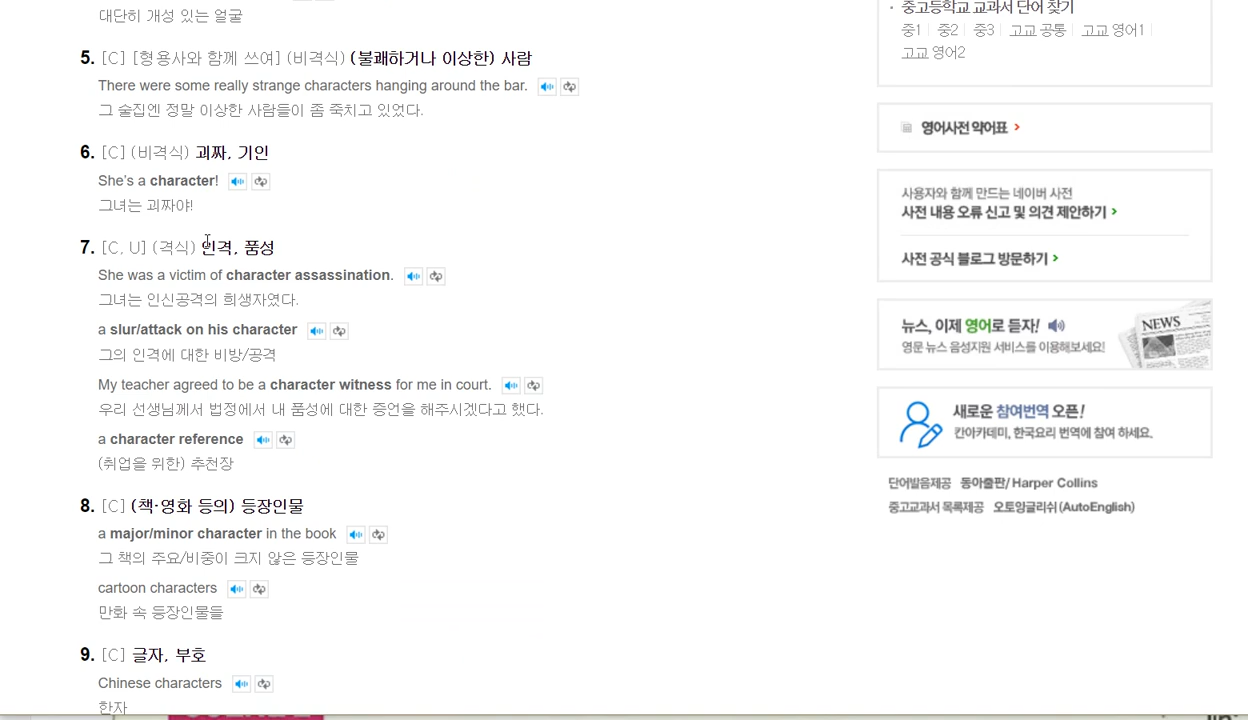 대단히 개성 있는 얼굴
5. [C] [형용사와 함께 쓰여] (비격식) (불쾌하거나 이상한) 사람
There were some really strange characters hanging around the bar.
그 술집엔 정말 이상한 사람들이 좀 죽치고 있었다.
6. [C] (비격식) 괴짜, 기인
She's a character!
그녀는 괴짜야!
7. [C, U] (격식) 인격, 품성
She was a victim of character assassination.
그녀는 인신공격의 희생자였다.
a slur/attack on his character
그의 인격에 대한 비방/공격
My teacher agreed to be a character witness for me in court.
우리 선생님께서 법정에서 내 품성에 대한 증언을 해주시겠다고 했다.
a character reference
(취업을 위한) 추천장
8. [C] (책·영화 등의) 등장인물
a major/minor character in the book
그 책의 주요/비중이 크지 않은 등장인물
cartoon characters
만화 속 등장인물들
9. [C] 글자, 부호
Chinese characters
한자
중고등학교 교과서 단어 찾기
중1 중2 중3 고교 공통 고교 영어1
고교 영어2
영어사전 약어표
사용자와 함께 만드는 네이버 사전
사전 내용 오류 신고 및 의견 제안하기
사전 공식 블로그 방문하기
뉴스, 이제 영어로 듣자!
영문 뉴스 음성지원 서비스를 이용해보세요!
NEWS
새로운 참여번역 오픈!
칸아카데미, 한국요리 번역에 참여 하세요.
단어발음제공 동아출판/ Harper Collins
중고교과서 목록제공 오토잉글리쉬(AutoEnglish)